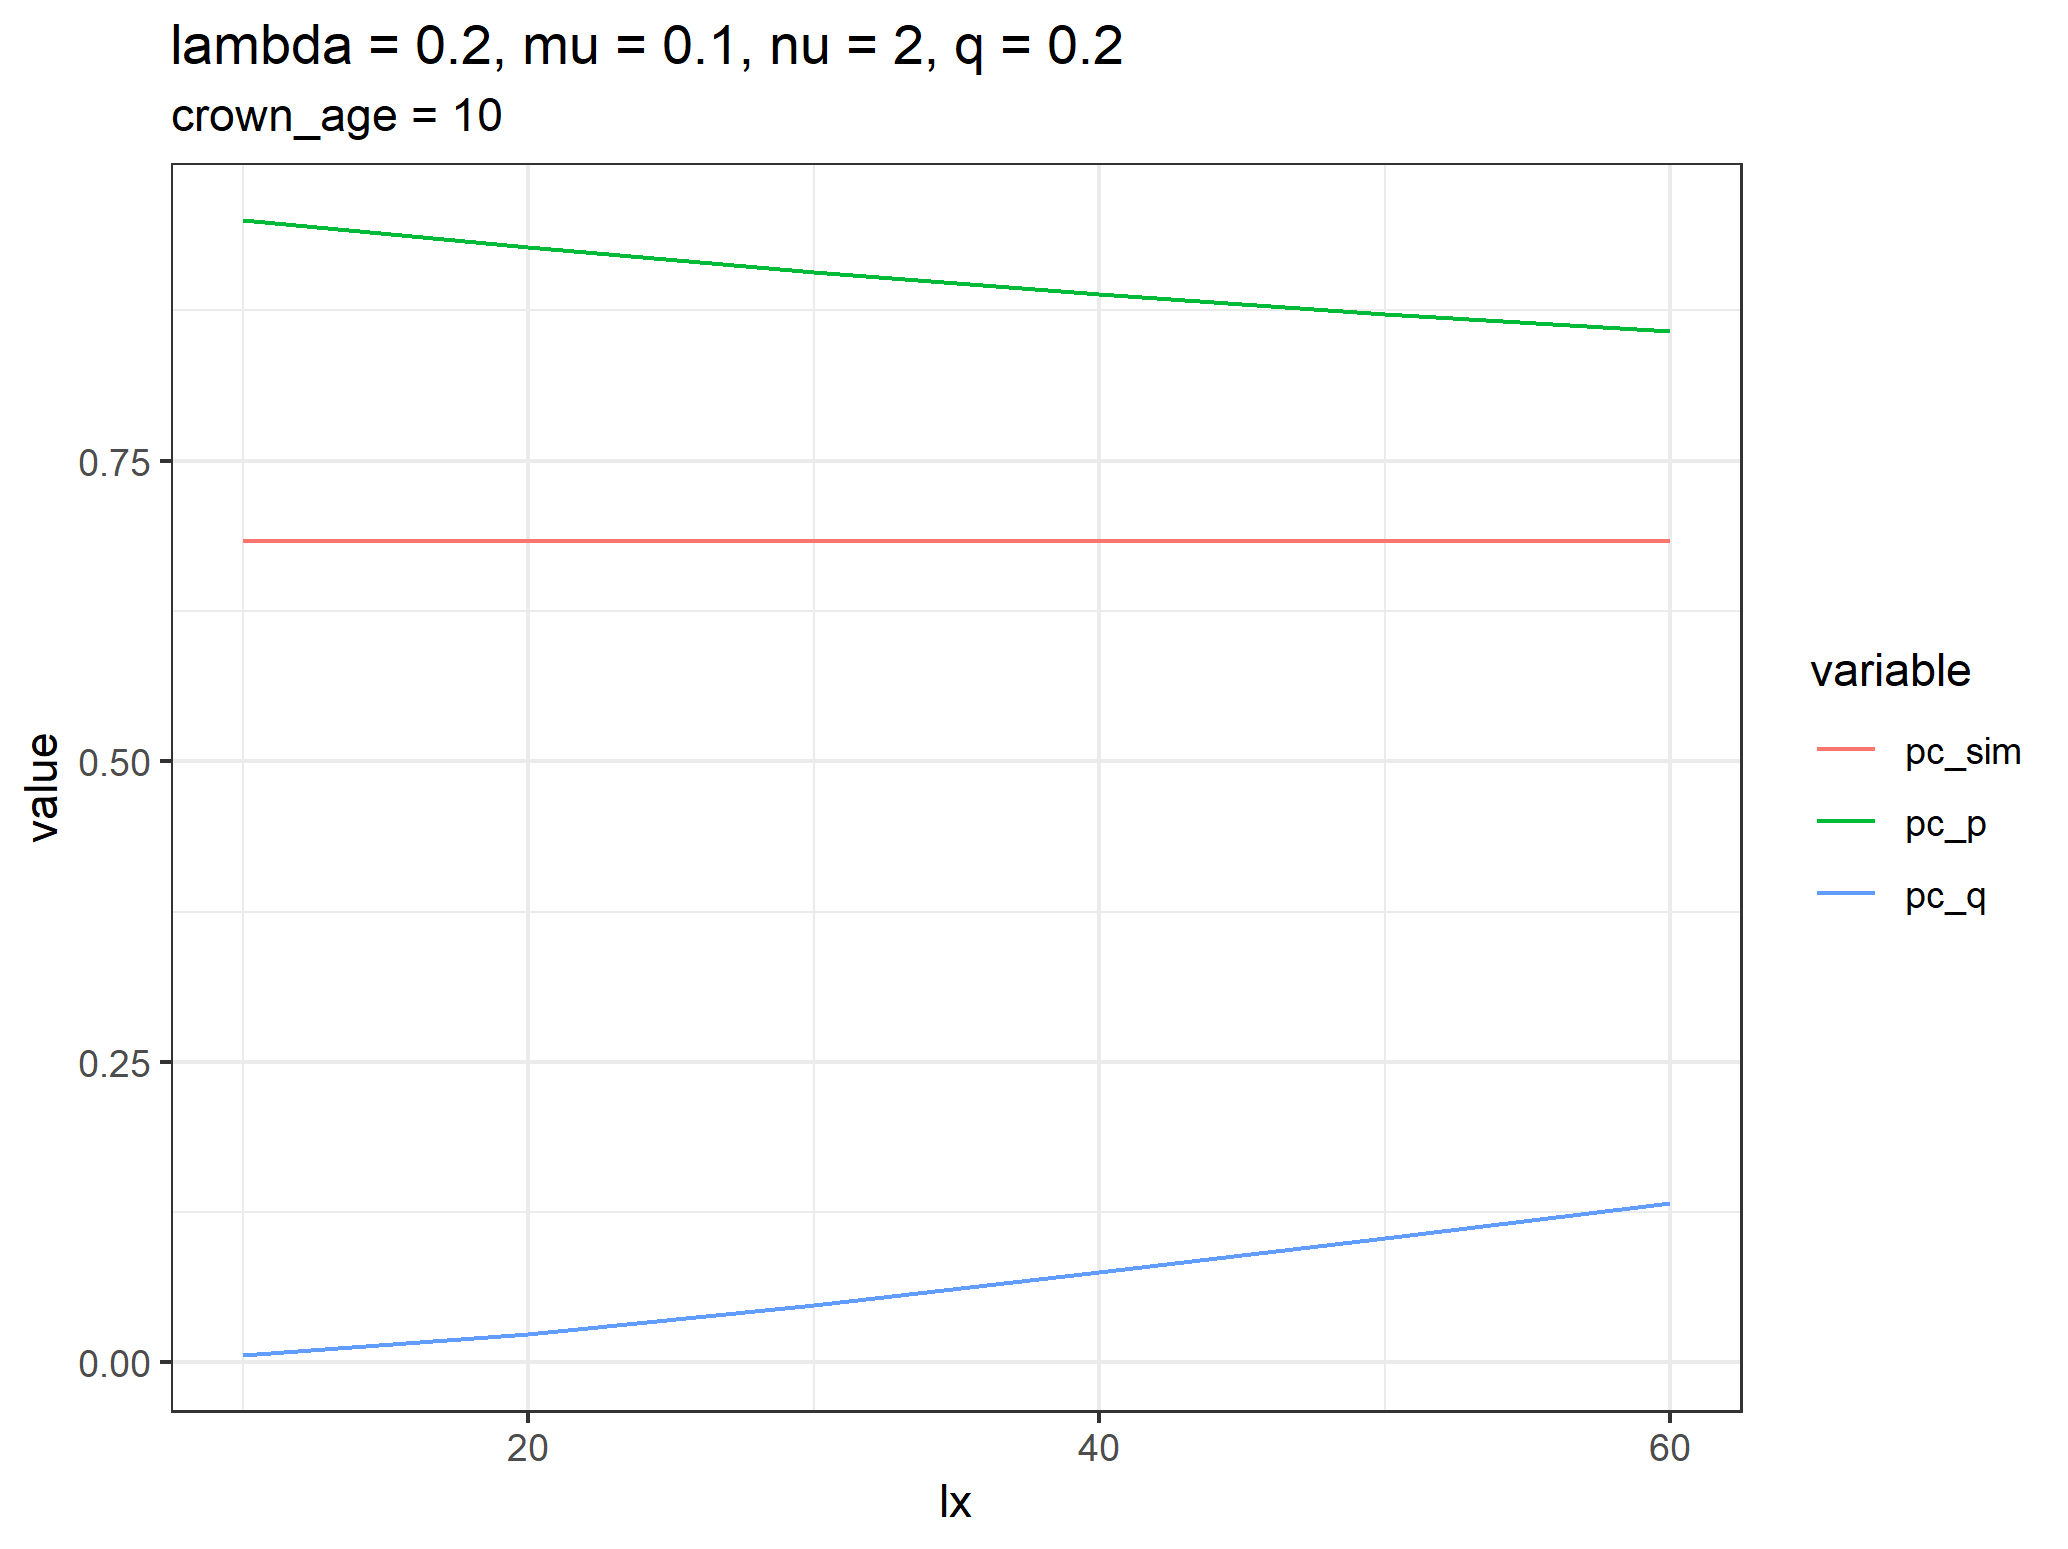 lambda = 0.2, mu = 0.1, nu = 2, q = 0.2
crown_age = 10
value
0.75
0.50
0.25
0.00
20 40 60
lx
variable
pc_sim
pc_p
pc_q